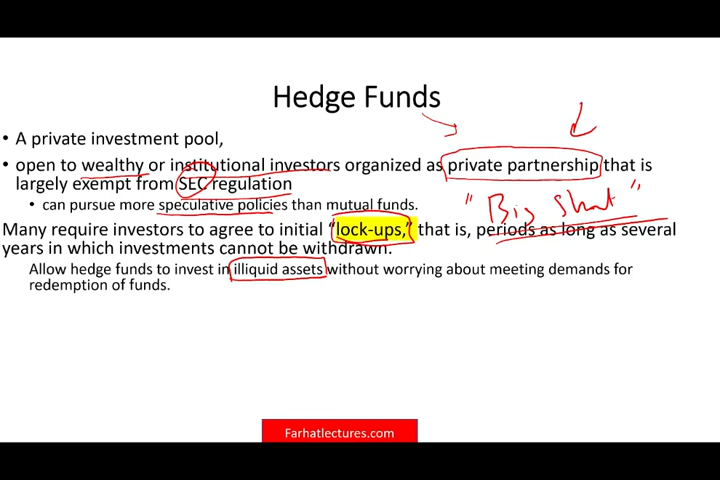 Hedge Funds
• A private investment pool,
• open to wealthy or institutional investors organized as private partnership that is
largely exempt from SEC regulation
• can pursue more speculative policies than mutual funds.
"Big Short"
Many require investors to agree to initial “lock-ups,” that is, periods as long as several
years in which investments cannot be withdrawn.
Allow hedge funds to invest in illiquid assets without worrying about meeting demands for
redemption of funds.
Farhatlectures.com